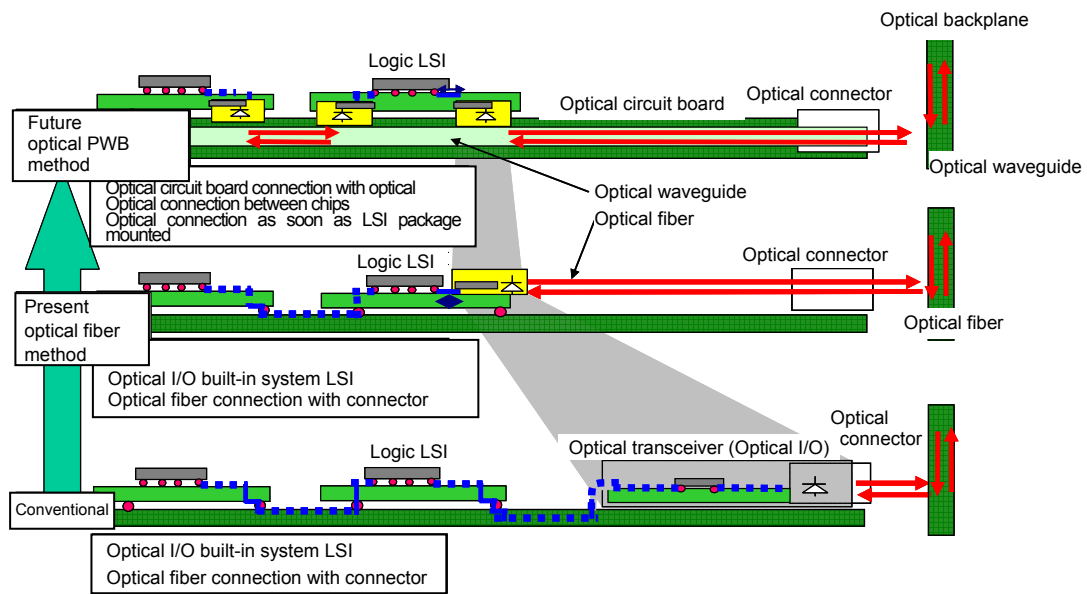 Optical backplane
Logic LSI
Optical circuit board
Optical connector
Future
optical PWB
method
Optical waveguide
Optical circuit board connection with optical
Optical connection between chips
Optical connection as soon as LSI package
mounted
Optical waveguide
Optical fiber
Logic LSI
Optical connector
Present
optical fiber
method
Optical fiber
Optical I/O built-in system LSI
Optical fiber connection with connector
Optical
connector
Logic LSI
Optical transceiver (Optical I/O)
Conventional
Optical I/O built-in system LSI
Optical fiber connection with connector